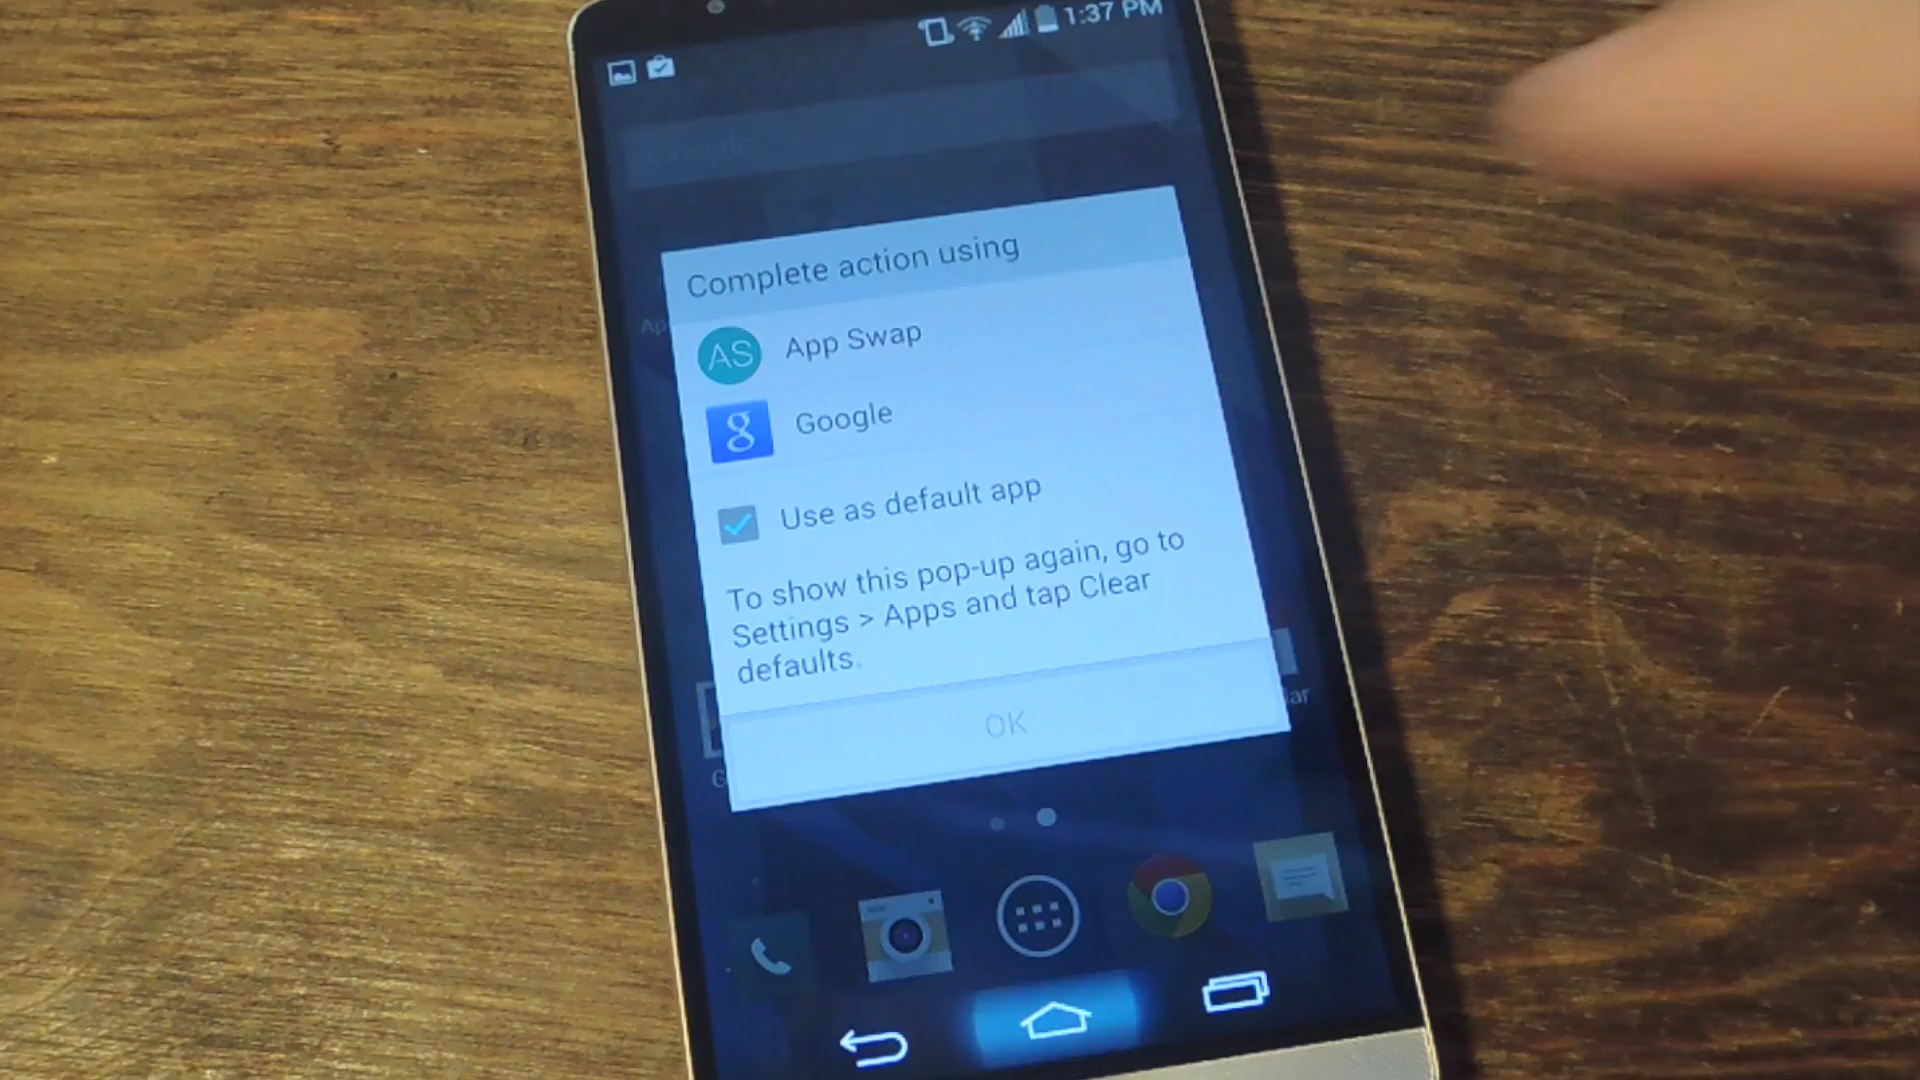 1:37 PM
Complete action using
AS App Swap
g Google
Use as default app
To show this pop-up again, go to
Settings > Apps and tap Clear
defaults.
OK